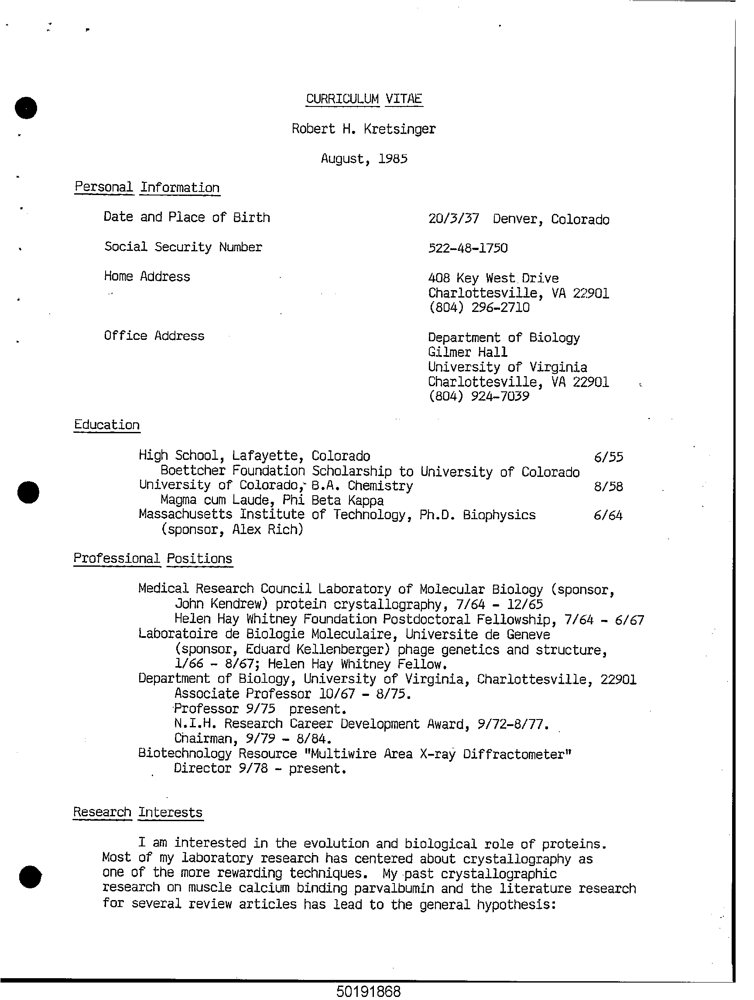 CURRICULUM VITAE
Robert H. Kretsinger
August, 1985
Personal Information
Date and Place of Birth 20/3/37 Denver, Colorado
Social Security Number 522-48-1750
Home Address 408 Key West Drive
Charlottesville, VA 22901
(804) 296-2710
Office Address Department of Biology
Gilmer Hall
University of Virginia
Charlottesville, VA 22901
(804) 924-7039
Education
High School, Lafayette, Colorado 6/55
Boettcher Foundation Scholarship to University of Colorado
University of Colorado, B.A. Chemistry 8/58
Magma cum Laude, Phi Beta Kappa
Massachusetts Institute of Technology, Ph.D. Biophysics 6/64
(sponsor, Alex Rich)
Professional Positions
Medical Research Council Laboratory of Molecular Biology (sponsor,
John Kendrew) protein crystallography, 7/64 - 12/65
Helen Hay Whitney Foundation Postdoctoral Fellowship, 7/64 - 6/67
Laboratoire de Biologie Moleculaire, Universite de Geneve
(sponsor, Eduard Kellenberger) phage genetics and structure,
1/66 - 8/67; Helen Hay Whitney Fellow.
Department of Biology, University of Virginia, Charlottesville, 22901
Associate Professor 10/67 - 8/75.
Professor 9/75 present.
N.I.H. Research Career Development Award, 9/72-8/77.
Chairman, 9/79 - 8/84.
Biotechnology Resource "Multiwire Area X-ray Diffractometer"
Director 9/78 - present.
Research Interests
I am interested in the evolution and biological role of proteins.
Most of my laboratory research has centered about crystallography as
one of the more rewarding techniques. My past crystallographic
research on muscle calcium binding parvalbumin and the literature research
for several review articles has lead to the general hypothesis:
50191868